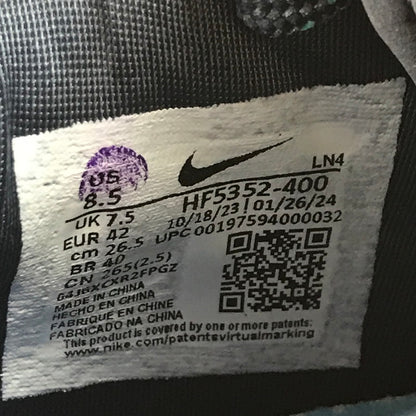 LN4
US
8.5
HF5352-400
UK 7.5
10/18/23 01/26/24
EUR 42
UPC 00197594000032
cm 26.5
BR 40
CN 265(2.5)
G4J6XCXR2FPGZ
MADE IN CHINA
HECHO EN CHINA
FABRIQUE EN CHINE
FABRICADO NA CHINA
This product is covered by one or more patents:
www.nike.com/patentsvirtualmarking